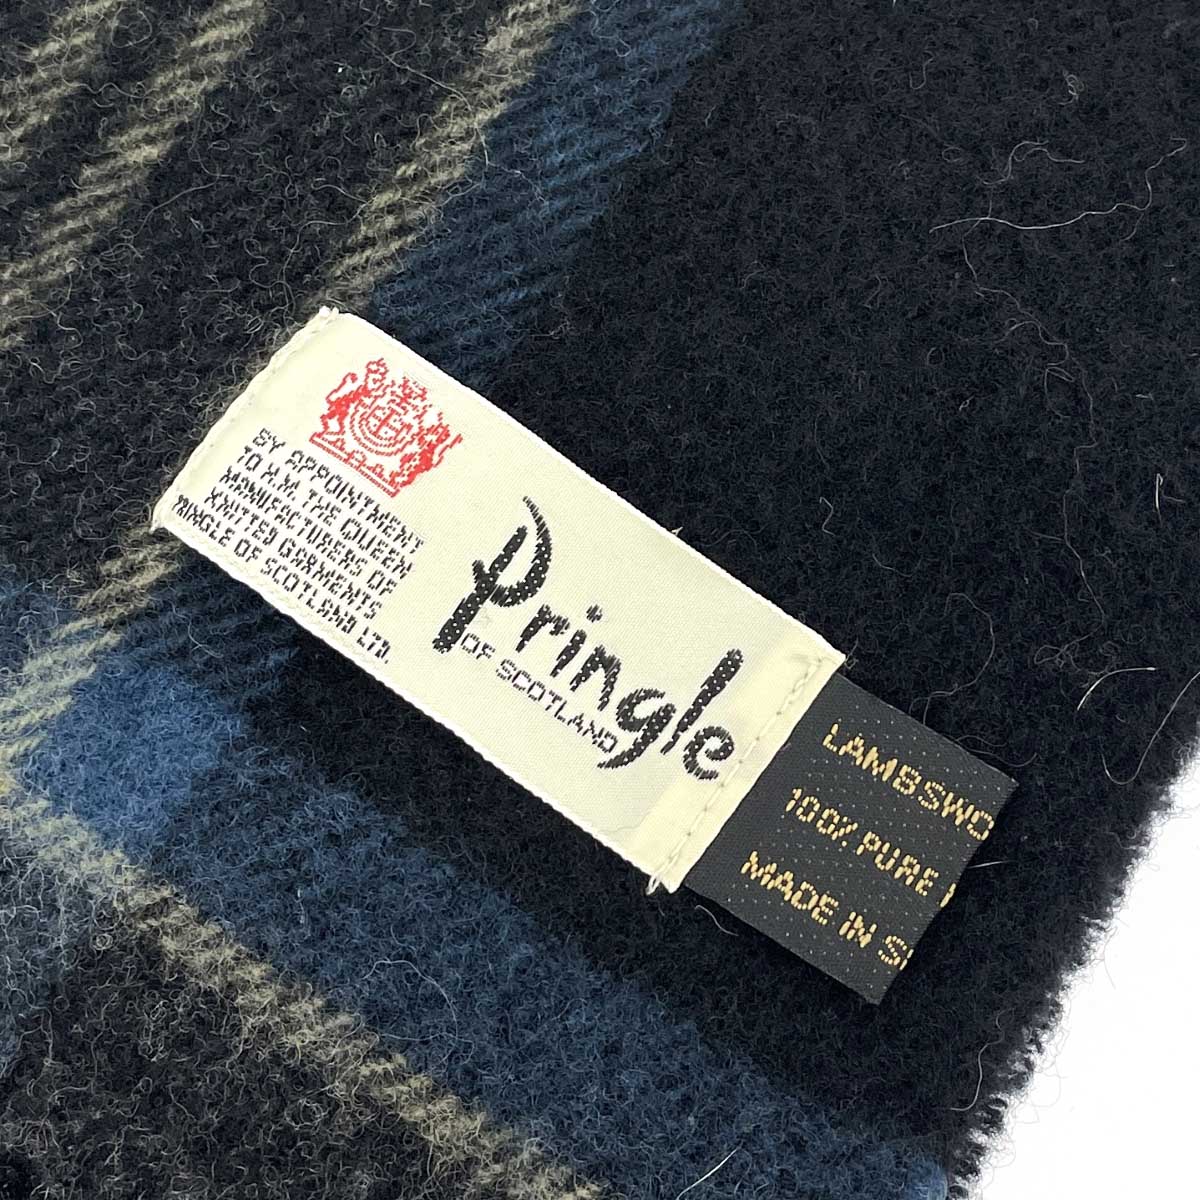 BY APPOINTMENT
TO H.M. THE QUEEN
MANUFACTURERS OF
KNITTED GARMENTS
PRINGLE OF SCOTLAND LTD.
Pringle
OF SCOTLAND
LAMBSWO
100% PURE
MADE IN S